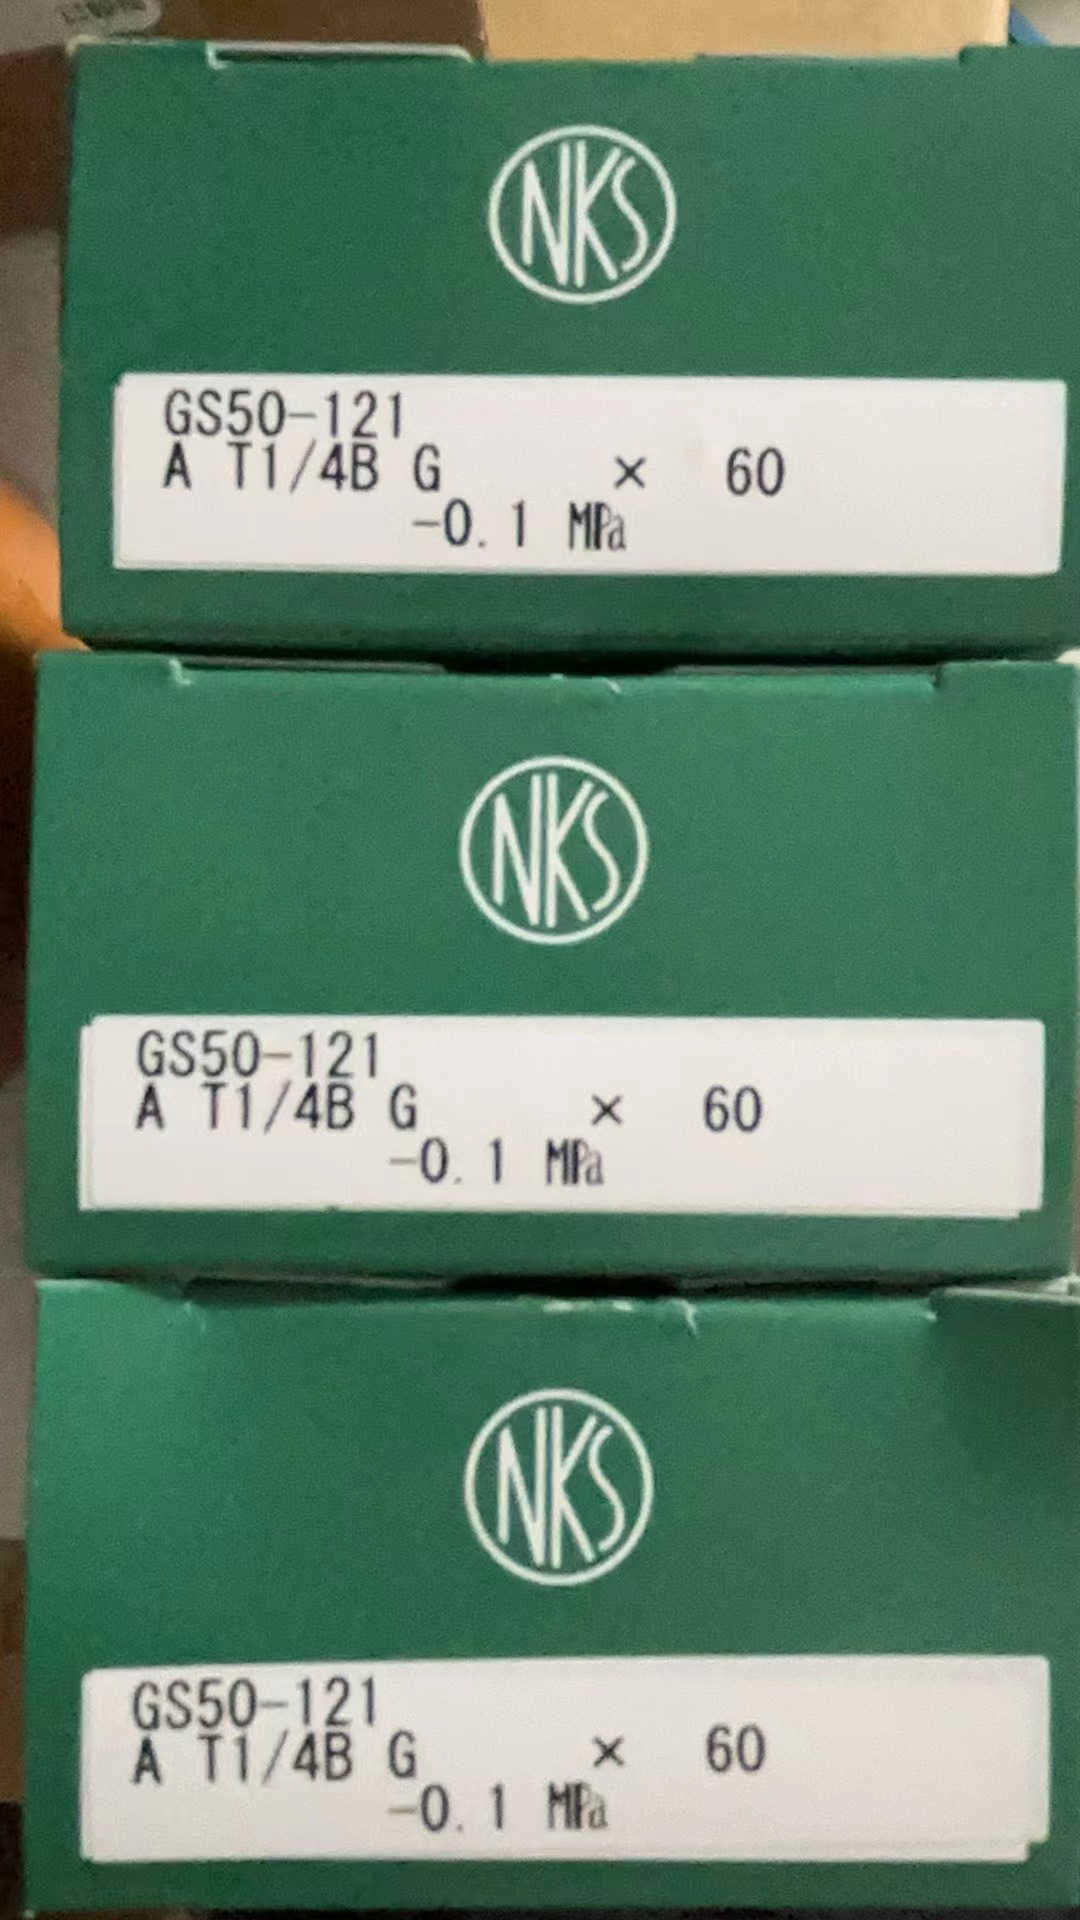 NKS
GS50-121
A T1/4B G × 60
-0.1 MPa
NKS
GS50-121
A T1/4B G × 60
-0.1 MPa
NKS
GS50-121
A T1/4B G × 60
-0.1 MPa